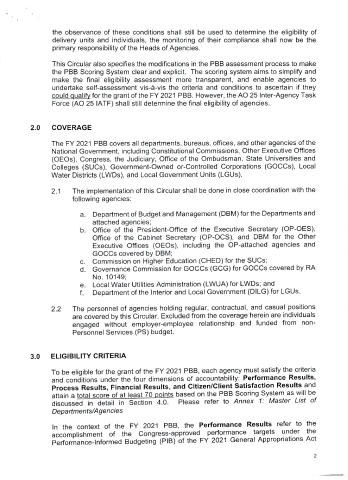 the observance of these conditions shall still be used to determine the eligibility of
delivery units and individuals, the monitoring of their compliance shall now be the
primary responsibility of the Heads of Agencies.
This Circular also specifies the modifications in the PBB assessment process to make
the PBB Scoring System clear and explicit. The scoring system aims to simplify and
make the final eligibility assessment more transparent, and enable agencies to
undertake self-assessment vis-à-vis the criteria and conditions to ascertain if they
could qualify for the grant of the FY 2021 PBB. However, the AO 25 Inter-Agency Task
Force (AO 25 IATF) shall still determine the final eligibility of agencies.
2.0 COVERAGE
The FY 2021 PBB covers all departments, bureaus, offices, and other agencies of the
National Government, including Constitutional Commissions, Other Executive Offices
(OEOs), Congress, the Judiciary, Office of the Ombudsman, State Universities and
Colleges (SUCs), Government-Owned or-Controlled Corporations (GOCCs), Local
Water Districts (LWDs), and Local Government Units (LGUs).
2.1 The implementation of this Circular shall be done in close coordination with the
following agencies:
a. Department of Budget and Management (DBM) for the Departments and
attached agencies;
b. Office of the President-Office of the Executive Secretary (OP-OES),
Office of the Cabinet Secretary (OP-OCS), and DBM for the Other
Executive Offices (OEOs), including the OP-attached agencies and
GOCCs covered by DBM;
c. Commission on Higher Education (CHED) for the SUCs;
d. Governance Commission for GOCCs (GCG) for GOCCs covered by RA
No. 10149;
e. Local Water Utilities Administration (LWUA) for LWDs; and
f. Department of the Interior and Local Government (DILG) for LGUs.
2.2 The personnel of agencies holding regular, contractual, and casual positions
are covered by this Circular. Excluded from the coverage herein are individuals
engaged without employer-employee relationship and funded from non-
Personnel Services (PS) budget.
3.0 ELIGIBILITY CRITERIA
To be eligible for the grant of the FY 2021 PBB, each agency must satisfy the criteria
and conditions under the four dimensions of accountability: Performance Results,
Process Results, Financial Results, and Citizen/Client Satisfaction Results and
attain a total score of at least 70 points based on the PBB Scoring System as will be
discussed in detail in Section 4.0. Please refer to Annex 1: Master List of
Departments/Agencies
In the context of the FY 2021 PBB, the Performance Results refer to the
accomplishment of the Congress-approved performance targets under the
Performance-Informed Budgeting (PIB) of the FY 2021 General Appropriations Act
2